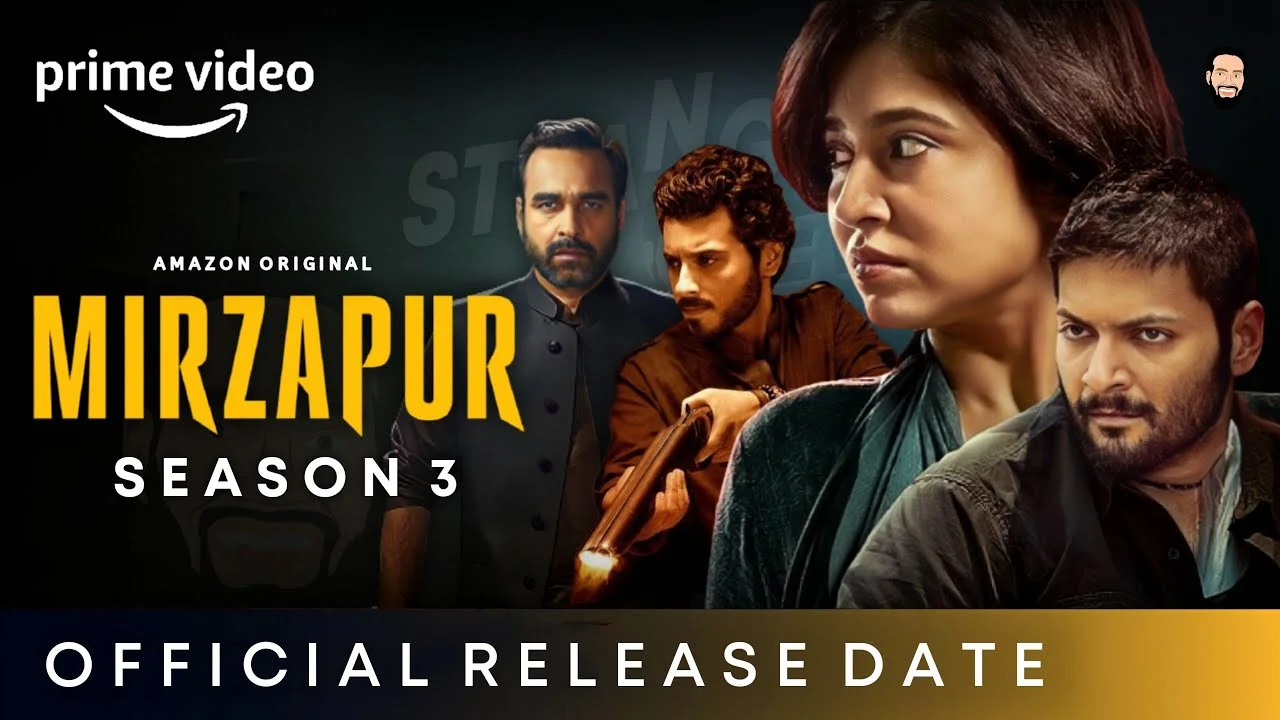 prime video
AMAZON ORIGINAL
MIRZAPUR
SEASON 3
OFFICIAL RELEASE DATE